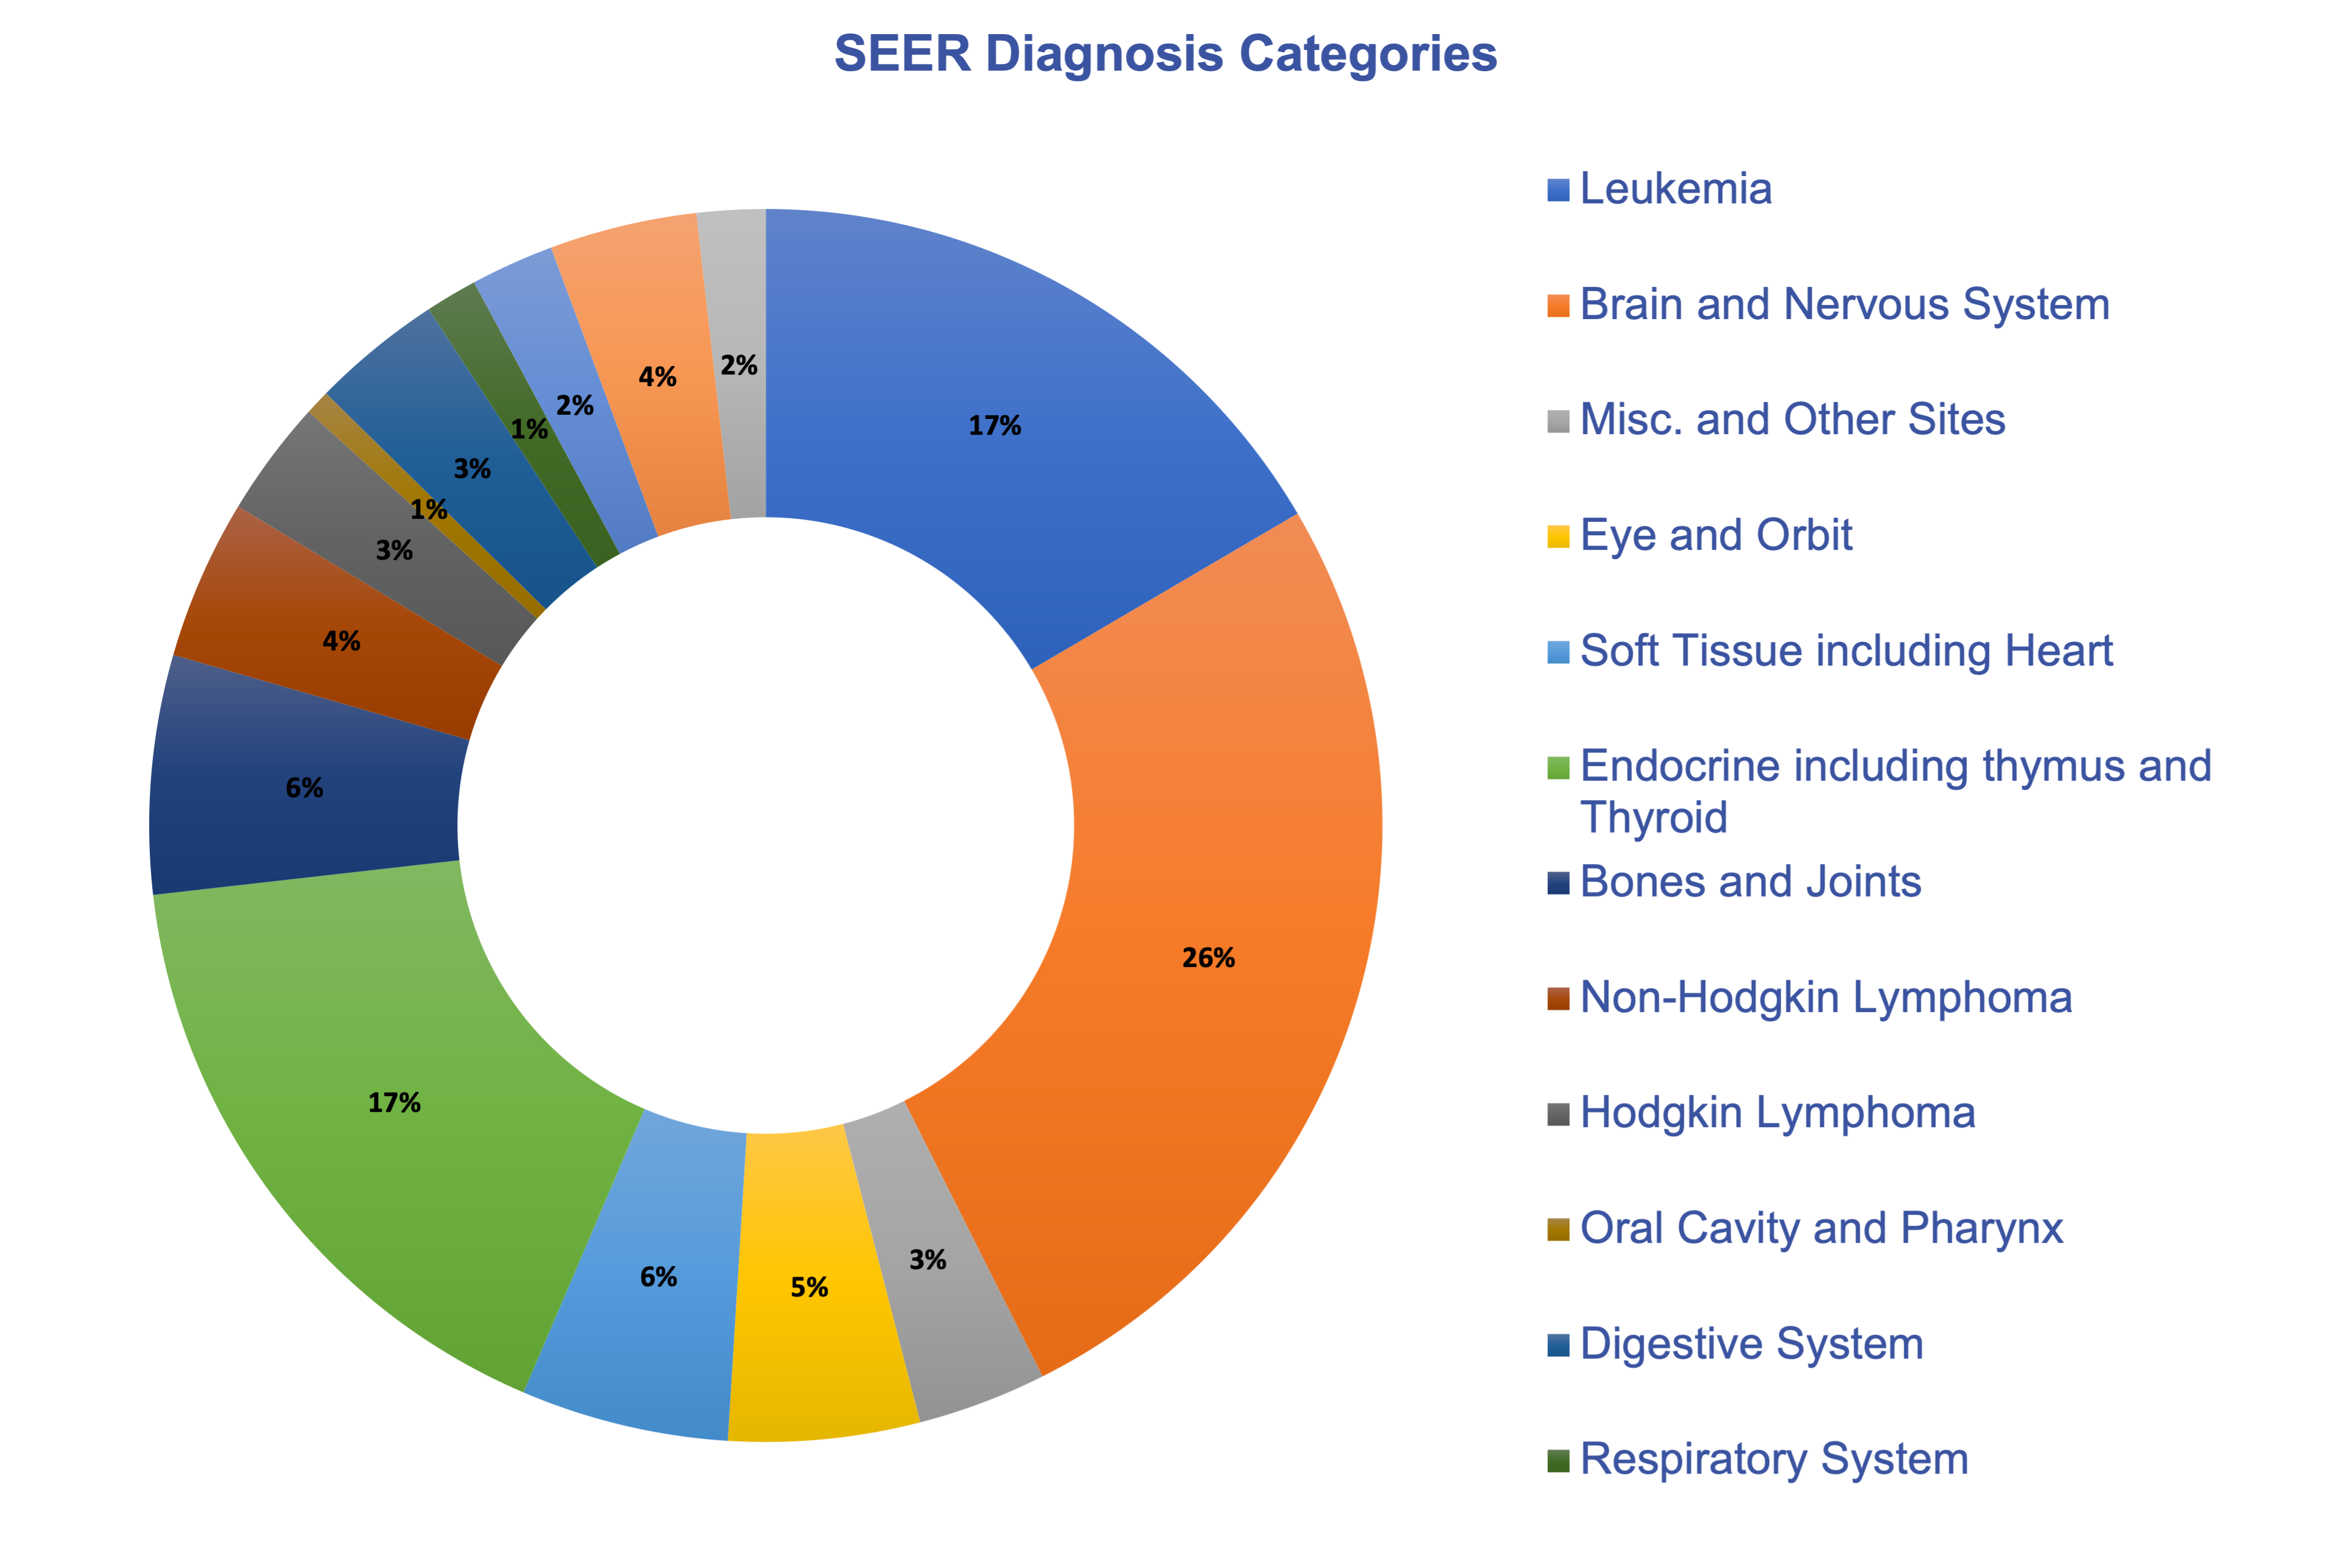 SEER Diagnosis Categories
17%
26%
3%
5%
6%
17%
6%
4%
3%
1%
3%
1%
2%
4%
2%
Leukemia
Brain and Nervous System
Misc. and Other Sites
Eye and Orbit
Soft Tissue including Heart
Endocrine including thymus and
Thyroid
Bones and Joints
Non-Hodgkin Lymphoma
Hodgkin Lymphoma
Oral Cavity and Pharynx
Digestive System
Respiratory System